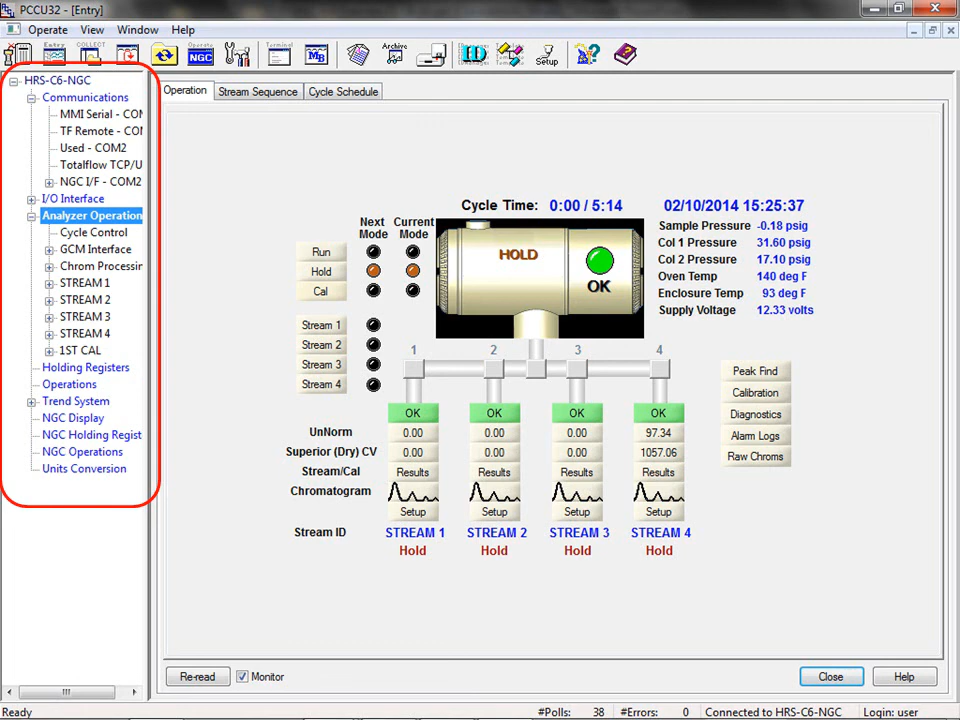 PCCU32 - [Entry]
Operate View Window Help
Entry COLLECT Operate NGC Terminal MB Archive Setup
HRS-C6-NGC
Communications
MMI Serial - COM
TF Remote - COM
Used - COM2
Totalflow TCP/U
NGC I/F - COM2
I/O Interface
Analyzer Operation
Cycle Control
GCM Interface
Chrom Processin
STREAM 1
STREAM 2
STREAM 3
STREAM 4
1ST CAL
Holding Registers
Operations
Trend System
NGC Display
NGC Holding Regist
NGC Operations
Units Conversion
Operation Stream Sequence Cycle Schedule
Cycle Time: 0:00 / 5:14 02/10/2014 15:25:37
Next Mode Current Mode
Run
Hold
Cal
Stream 1
Stream 2
Stream 3
Stream 4
HOLD
OK
Sample Pressure -0.18 psig
Col 1 Pressure 31.60 psig
Col 2 Pressure 17.10 psig
Oven Temp 140 deg F
Enclosure Temp 93 deg F
Supply Voltage 12.33 volts
1 2 3 4
OK OK OK OK
UnNorm 0.00 0.00 0.00 97.34
Superior (Dry) CV 0.00 0.00 0.00 1057.06
Stream/Cal Results Results Results Results
Chromatogram
Setup Setup Setup Setup
Stream ID STREAM 1 STREAM 2 STREAM 3 STREAM 4
Hold Hold Hold Hold
Peak Find
Calibration
Diagnostics
Alarm Logs
Raw Chroms
Re-read Monitor Close Help
Ready #Polls: 38 #Errors: 0 Connected to HRS-C6-NGC Login: user